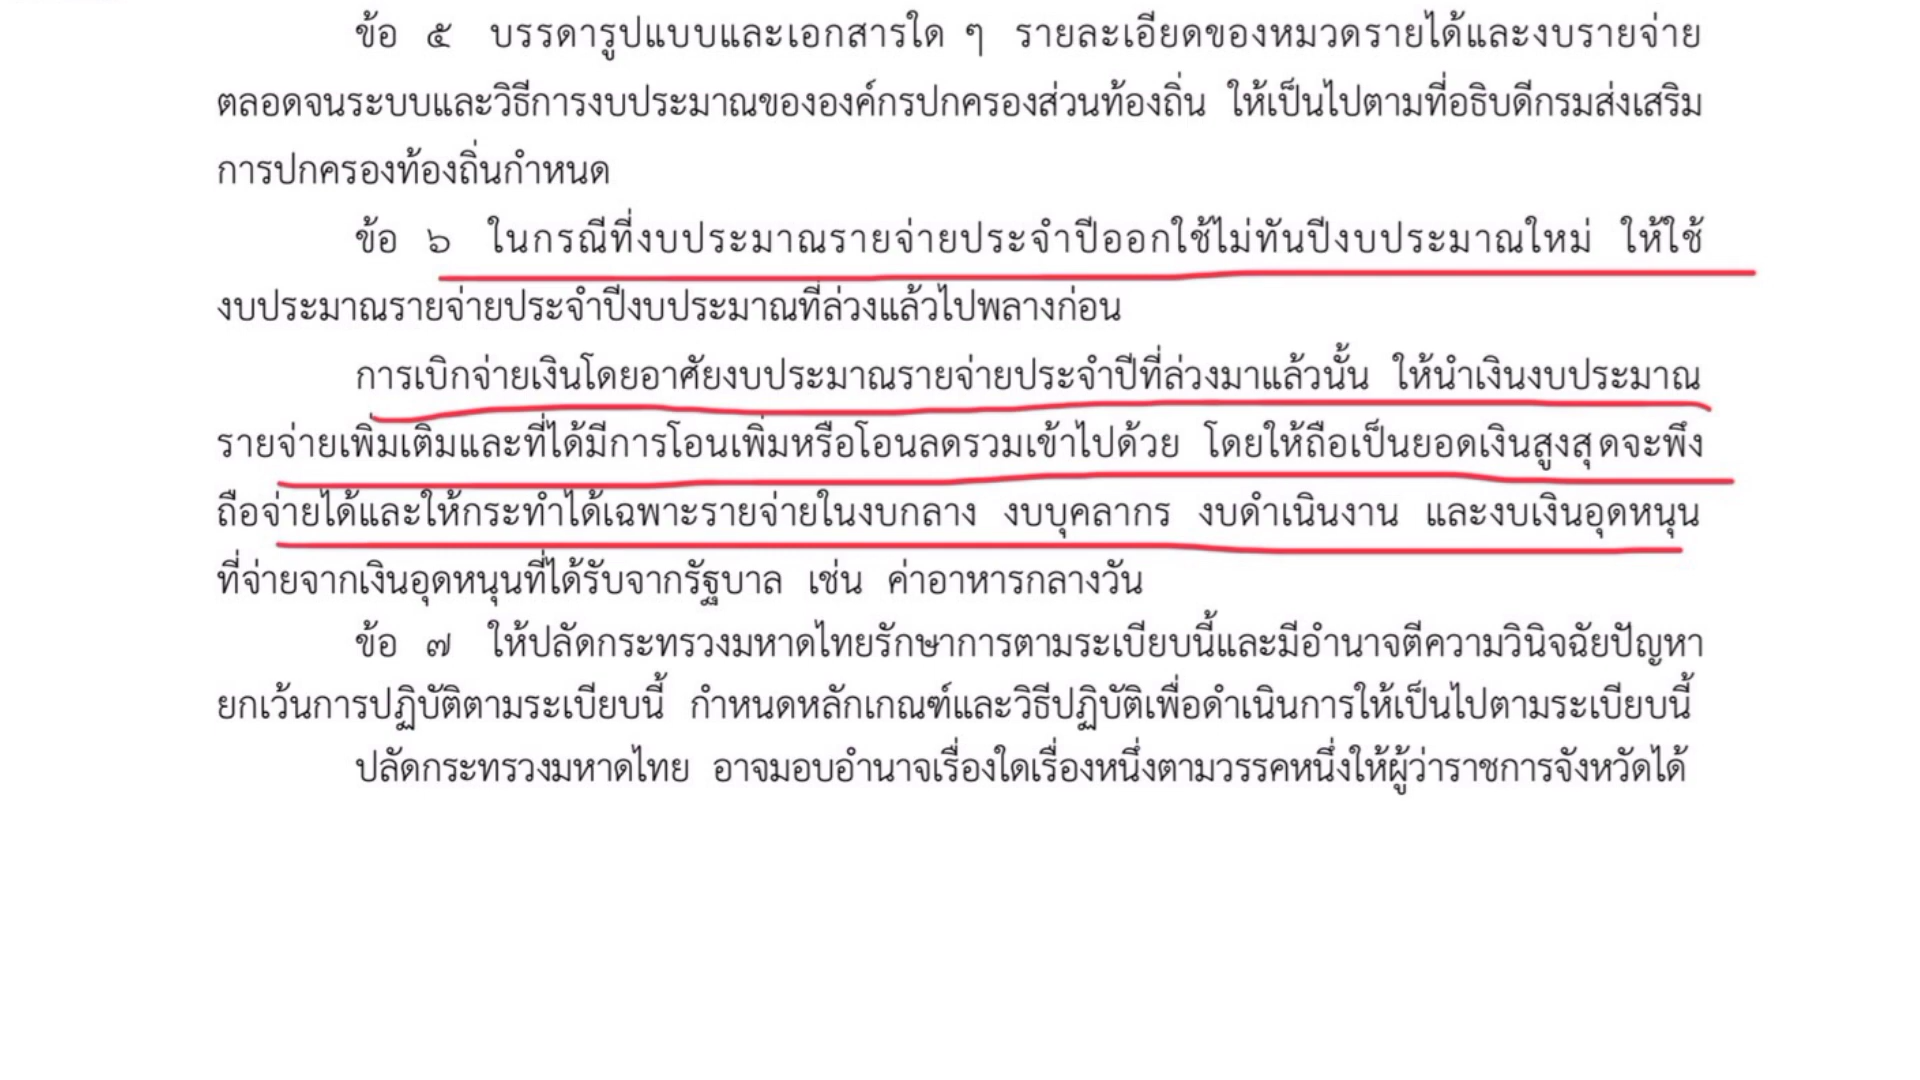 ข้อ ๕ บรรดารูปแบบและเอกสารใด ๆ รายละเอียดของหมวดรายได้และงบรายจ่าย
ตลอดจนระบบและวิธีการงบประมาณขององค์กรปกครองส่วนท้องถิ่น ให้เป็นไปตามที่อธิบดีกรมส่งเสริม
การปกครองท้องถิ่นกำหนด
ข้อ ๖ ในกรณีที่งบประมาณรายจ่ายประจำปีออกใช้ไม่ทันปีงบประมาณใหม่ ให้ใช้
งบประมาณรายจ่ายประจำปีงบประมาณที่ล่วงแล้วไปพลางก่อน
การเบิกจ่ายเงินโดยอาศัยงบประมาณรายจ่ายประจำปีที่ล่วงมาแล้วนั้น ให้นำเงินงบประมาณ
รายจ่ายเพิ่มเติมและที่ได้มีการโอนเพิ่มหรือโอนลดรวมเข้าไปด้วย โดยให้ถือเป็นยอดเงินสูงสุดจะพึง
ถือจ่ายได้และให้กระทำได้เฉพาะรายจ่ายในงบกลาง งบบุคลากร งบดำเนินงาน และงบเงินอุดหนุน
ที่จ่ายจากเงินอุดหนุนที่ได้รับจากรัฐบาล เช่น ค่าอาหารกลางวัน
ข้อ ๗ ให้ปลัดกระทรวงมหาดไทยรักษาการตามระเบียบนี้และมีอำนาจตีความวินิจฉัยปัญหา
ยกเว้นการปฏิบัติตามระเบียบนี้ กำหนดหลักเกณฑ์และวิธีปฏิบัติเพื่อดำเนินการให้เป็นไปตามระเบียบนี้
ปลัดกระทรวงมหาดไทย อาจมอบอำนาจเรื่องใดเรื่องหนึ่งตามวรรคหนึ่งให้ผู้ว่าราชการจังหวัดได้